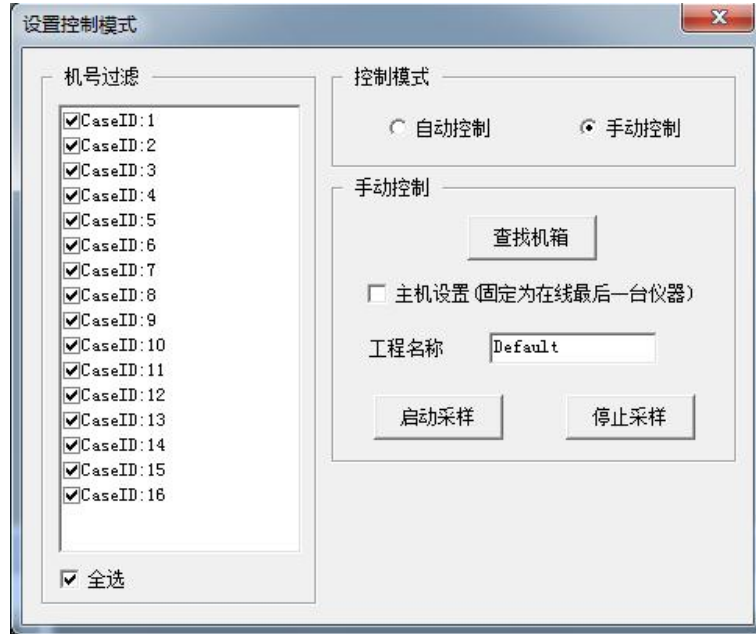 设置控制模式
机号过滤
CaseID:1
CaseID:2
CaseID:3
CaseID:4
CaseID:5
CaseID:6
CaseID:7
CaseID:8
CaseID:9
CaseID:10
CaseID:11
CaseID:12
CaseID:13
CaseID:14
CaseID:15
CaseID:16
全选
控制模式
自动控制 手动控制
手动控制
查找机箱
主机设置(固定为在线最后一台仪器)
工程名称 Default
启动采样 停止采样